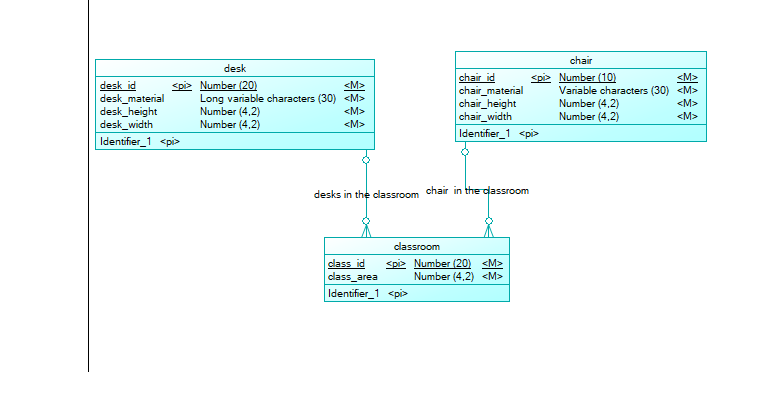 desk
desk_id <pi> Number (20) <M>
desk_material Long variable characters (30) <M>
desk_height Number (4,2) <M>
desk_width Number (4,2) <M>
Identifier_1 <pi>
chair
chair_id <pi> Number (10) <M>
chair_material Variable characters (30) <M>
chair_height Number (4,2) <M>
chair_width Number (4,2) <M>
Identifier_1 <pi>
desks in the classroom
chair in the classroom
classroom
class_id <pi> Number (20) <M>
class_area Number (4,2) <M>
Identifier_1 <pi>